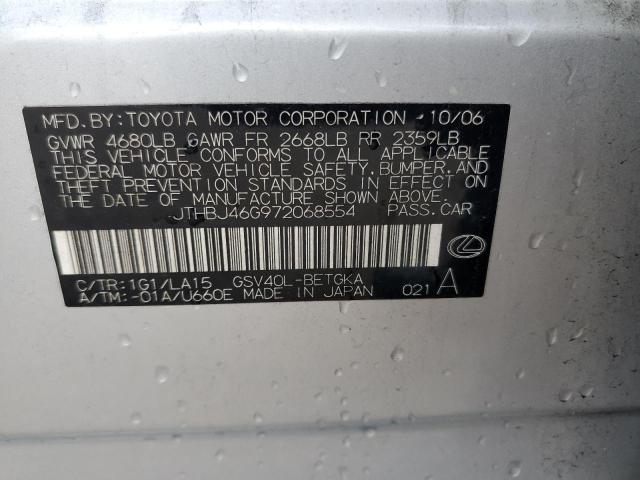 MFD. BY: TOYOTA MOTOR CORPORATION 10/06
GVWR 4680LB GAWR FR 2668LB RR 2359LB
THIS VEHICLE CONFORMS TO ALL APPLICABLE
FEDERAL MOTOR VEHICLE SAFETY, BUMPER, AND
THEFT PREVENTION STANDARDS IN EFFECT ON
THE DATE OF MANUFACTURE SHOWN ABOVE.
JTHBJ46G972068554 PASS. CAR
C/TR: 1G1/LA15 GSV40L-BETGKA
A/TM: -01A/U660E MADE IN JAPAN 021 A